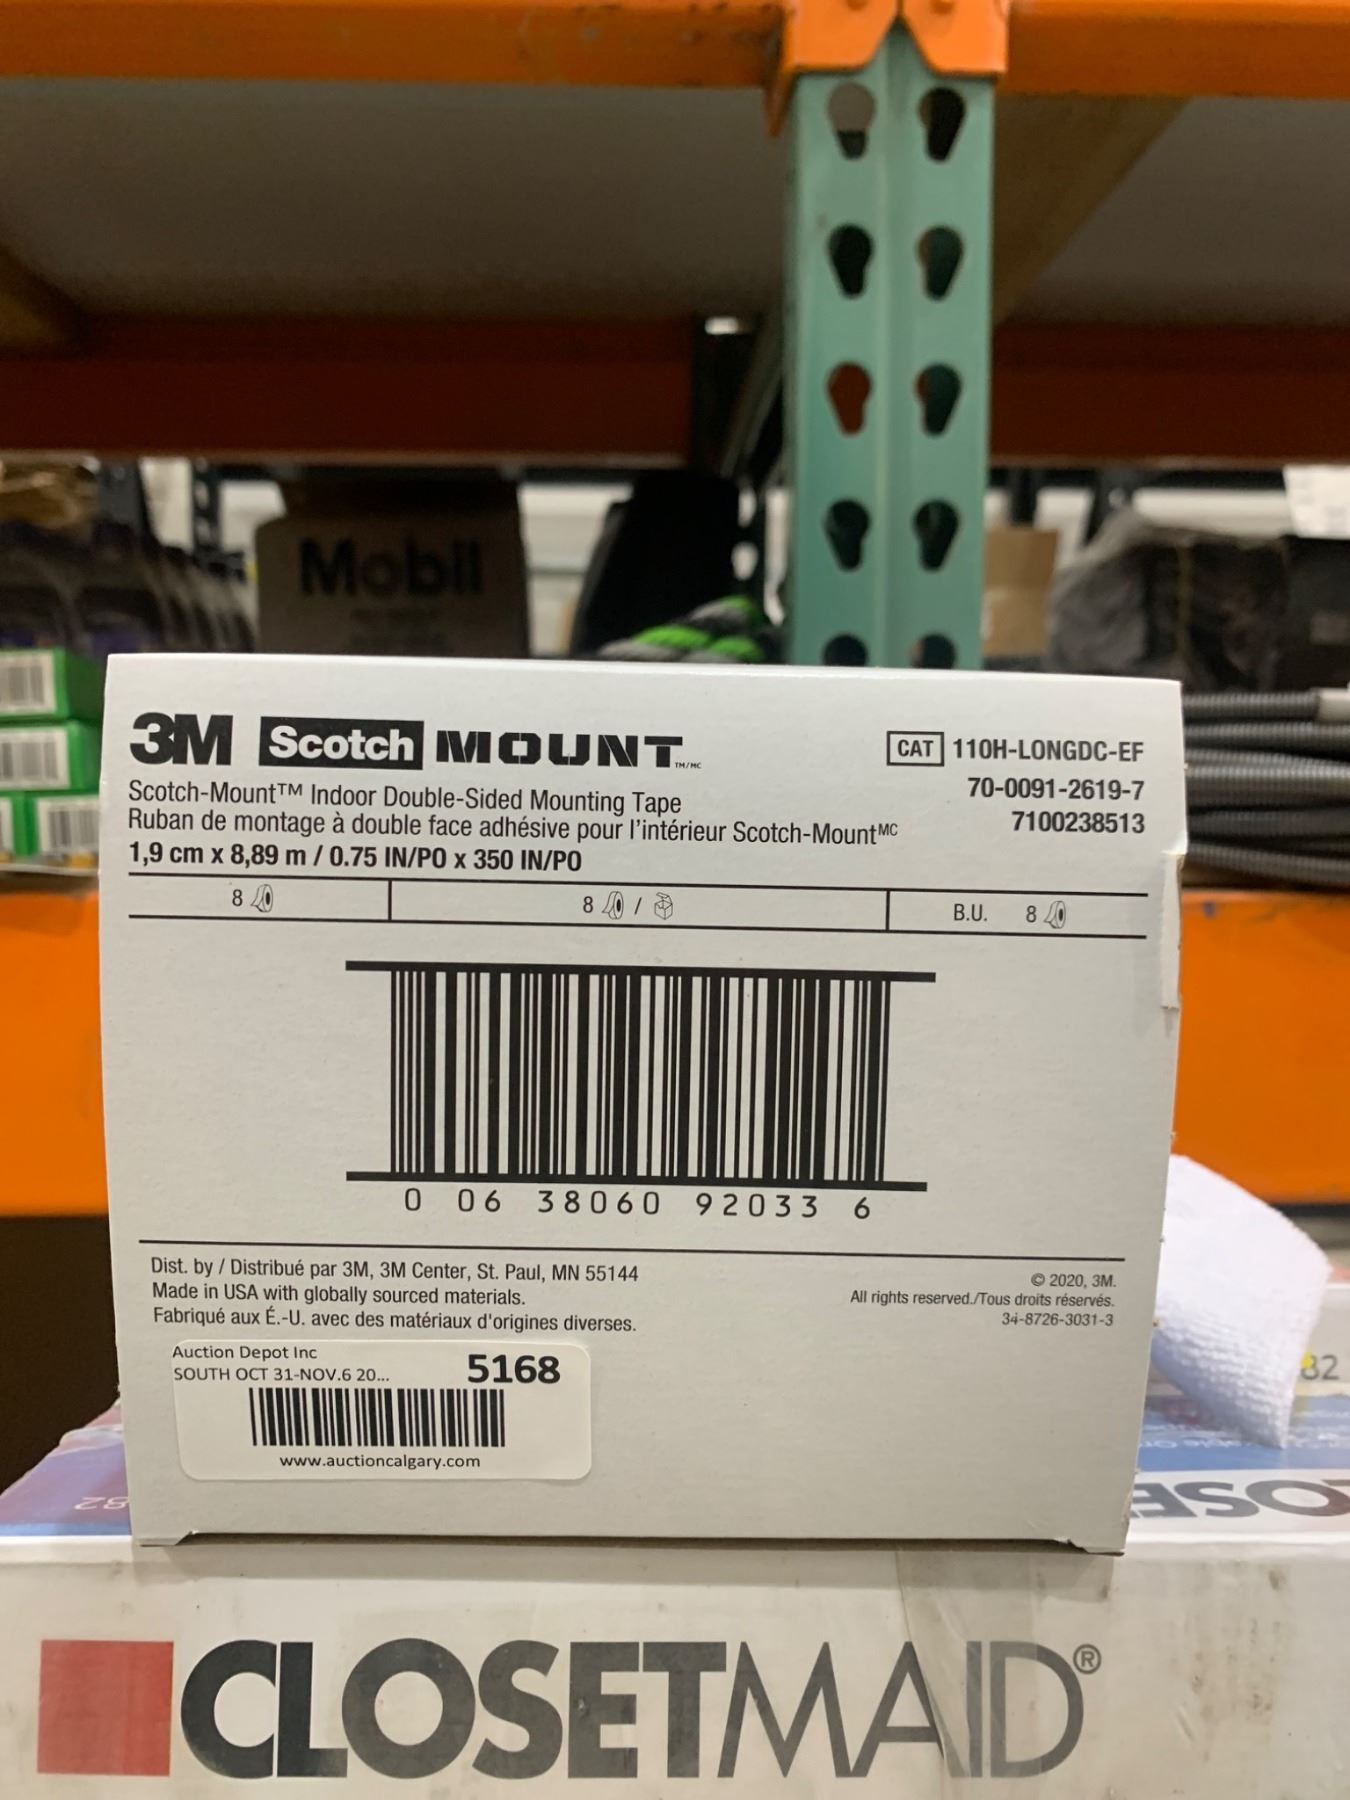 Mobil
3M Scotch MOUNT TM/MC
CAT 110H-LONGDC-EF
Scotch-Mount™ Indoor Double-Sided Mounting Tape
70-0091-2619-7
Ruban de montage à double face adhésive pour l'intérieur Scotch-Mount MC
7100238513
1,9 cm x 8,89 m / 0.75 IN/PO x 350 IN/PO
8 8 / B.U. 8
0 06 38060 92033 6
Dist. by / Distribué par 3M, 3M Center, St. Paul, MN 55144
Made in USA with globally sourced materials.
Fabriqué aux É.-U. avec des matériaux d'origines diverses.
© 2020, 3M.
All rights reserved./Tous droits réservés.
34-8726-3031-3
Auction Depot Inc
SOUTH OCT 31-NOV.6 20...
5168
www.auctioncalgary.com
82
82
CLOSETMAID®